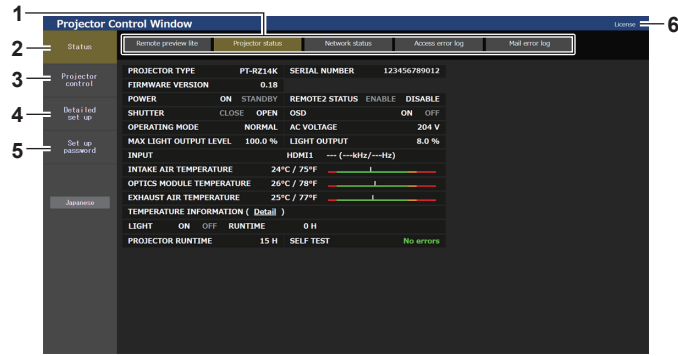 1
Projector Control Window
License
6
2
Status
Remote preview lite
Projector status
Network status
Access error log
Mail error log
3
Projector
control
4
Detailed
set up
5
Set up
password
Japanese
PROJECTOR TYPE PT-RZ14K SERIAL NUMBER 123456789012
FIRMWARE VERSION 0.18
POWER ON STANDBY REMOTE2 STATUS ENABLE DISABLE
SHUTTER CLOSE OPEN OSD ON OFF
OPERATING MODE NORMAL AC VOLTAGE 204 V
MAX LIGHT OUTPUT LEVEL 100.0 % LIGHT OUTPUT 8.0 %
INPUT HDMI1 --- (---kHz/---Hz)
INTAKE AIR TEMPERATURE 24°C / 75°F
OPTICS MODULE TEMPERATURE 26°C / 78°F
EXHAUST AIR TEMPERATURE 25°C / 77°F
TEMPERATURE INFORMATION ( Detail )
LIGHT ON OFF RUNTIME 0 H
PROJECTOR RUNTIME 15 H SELF TEST No errors